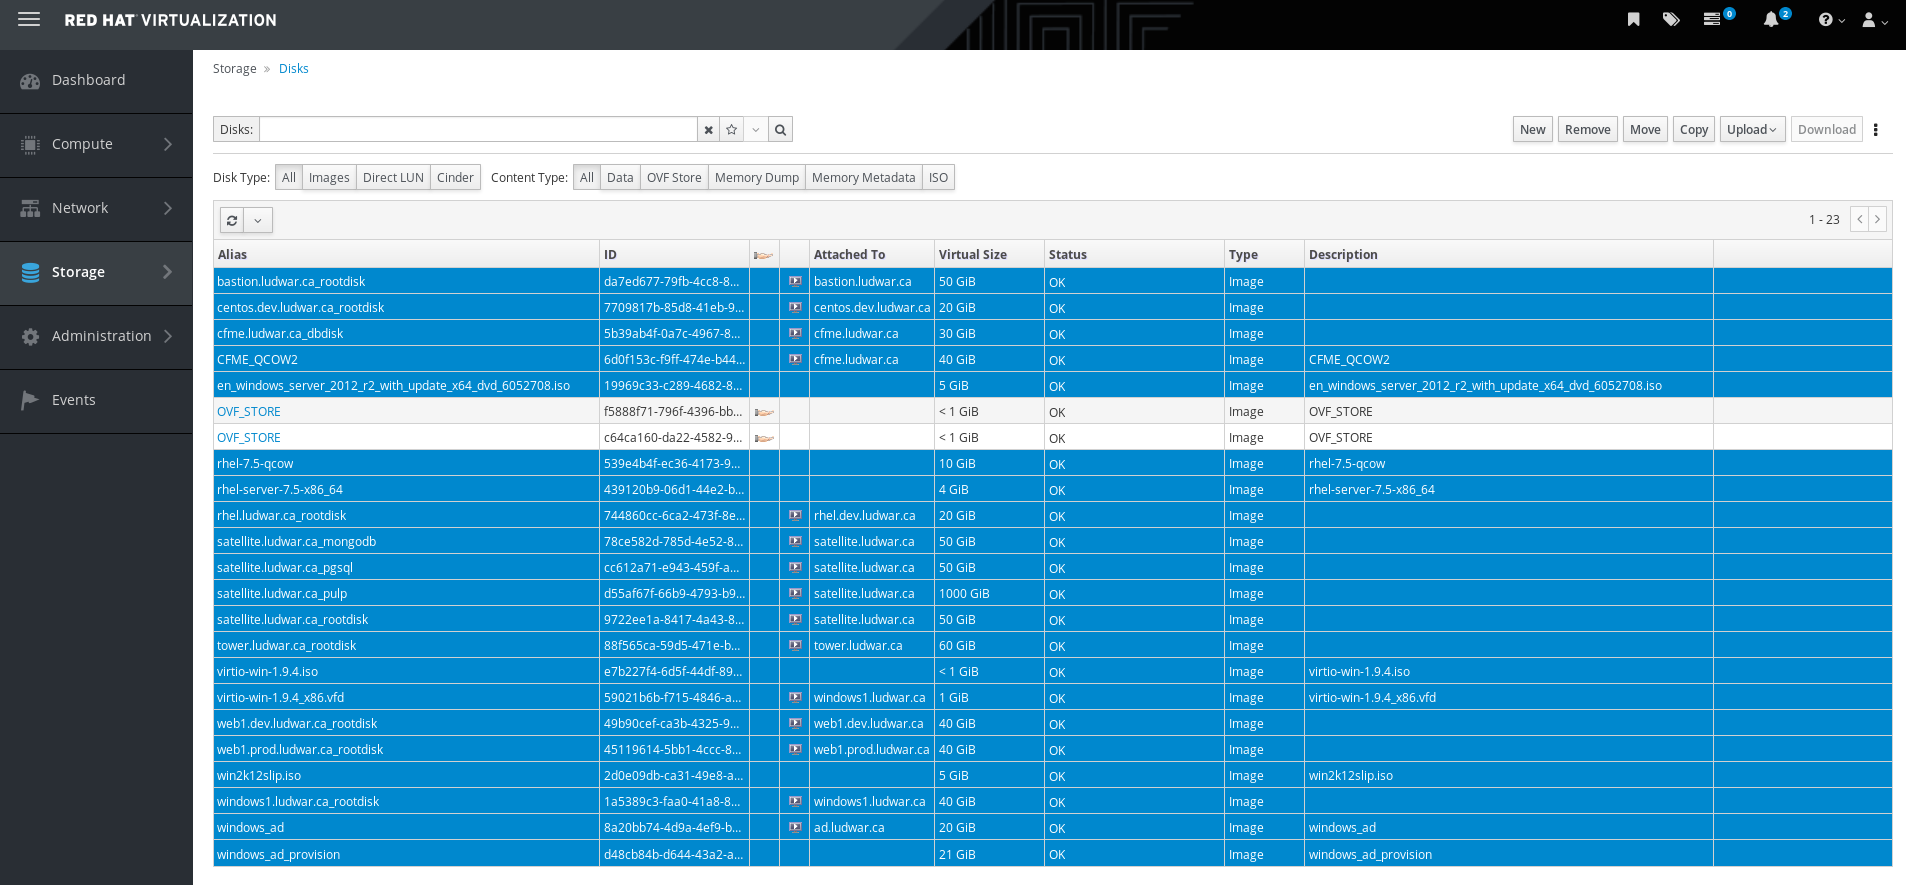 RED HAT VIRTUALIZATION 0 2
Dashboard
Compute
Network
Storage
Administration
Events
Storage » Disks
Disks: New Remove Move Copy Upload Download
Disk Type: All Images Direct LUN Cinder Content Type: All Data OVF Store Memory Dump Memory Metadata ISO
1 - 23
Alias ID Attached To Virtual Size Status Type Description
bastion.ludwar.ca_rootdisk da7ed677-79fb-4cc8-8... bastion.ludwar.ca 50 GiB OK Image
centos.dev.ludwar.ca_rootdisk 7709817b-85d8-41eb-9... centos.dev.ludwar.ca 20 GiB OK Image
cfme.ludwar.ca_dbdisk 5b39ab4f-0a7c-4967-8... cfme.ludwar.ca 30 GiB OK Image
CFME_QCOW2 6d0f153c-f9ff-474e-b44... cfme.ludwar.ca 40 GiB OK Image CFME_QCOW2
en_windows_server_2012_r2_with_update_x64_dvd_6052708.iso 19969c33-c289-4682-8... 5 GiB OK Image en_windows_server_2012_r2_with_update_x64_dvd_6052708.iso
OVF_STORE f5888f71-796f-4396-bb... < 1 GiB OK Image OVF_STORE
OVF_STORE c64ca160-da22-4582-9... < 1 GiB OK Image OVF_STORE
rhel-7.5-qcow 539e4b4f-ec36-4173-9... 10 GiB OK Image rhel-7.5-qcow
rhel-server-7.5-x86_64 439120b9-06d1-44e2-b... 4 GiB OK Image rhel-server-7.5-x86_64
rhel.ludwar.ca_rootdisk 744860cc-6ca2-473f-8e... rhel.dev.ludwar.ca 20 GiB OK Image
satellite.ludwar.ca_mongodb 78ce582d-785d-4e52-8... satellite.ludwar.ca 50 GiB OK Image
satellite.ludwar.ca_pgsql cc612a71-e943-459f-a... satellite.ludwar.ca 50 GiB OK Image
satellite.ludwar.ca_pulp d55af67f-66b9-4793-b9... satellite.ludwar.ca 1000 GiB OK Image
satellite.ludwar.ca_rootdisk 9722ee1a-8417-4a43-8... satellite.ludwar.ca 50 GiB OK Image
tower.ludwar.ca_rootdisk 88f565ca-59d5-471e-b... tower.ludwar.ca 60 GiB OK Image
virtio-win-1.9.4.iso e7b227f4-6d5f-44df-89... < 1 GiB OK Image virtio-win-1.9.4.iso
virtio-win-1.9.4_x86.vfd 59021b6b-f715-4846-a... windows1.ludwar.ca 1 GiB OK Image virtio-win-1.9.4_x86.vfd
web1.dev.ludwar.ca_rootdisk 49b90cef-ca3b-4325-9... web1.dev.ludwar.ca 40 GiB OK Image
web1.prod.ludwar.ca_rootdisk 45119614-5bb1-4ccc-8... web1.prod.ludwar.ca 40 GiB OK Image
win2k12slip.iso 2d0e09db-ca31-49e8-a... 5 GiB OK Image win2k12slip.iso
windows1.ludwar.ca_rootdisk 1a5389c3-faa0-41a8-8... windows1.ludwar.ca 40 GiB OK Image
windows_ad 8a20bb74-4d9a-4ef9-b... ad.ludwar.ca 20 GiB OK Image windows_ad
windows_ad_provision d48cb84b-d644-43a2-a... 21 GiB OK Image windows_ad_provision